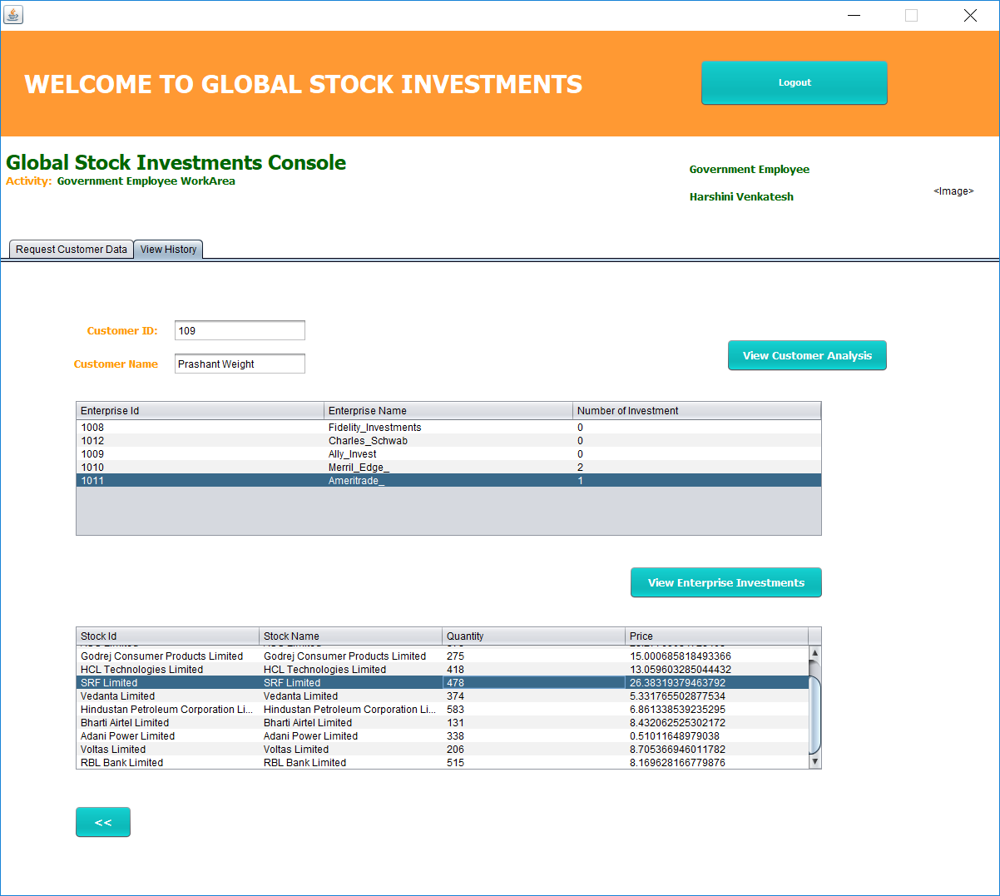 WELCOME TO GLOBAL STOCK INVESTMENTS
Logout
Global Stock Investments Console
Activity: Government Employee WorkArea
Government Employee
Harshini Venkatesh
<Image>
Request Customer Data View History
Customer ID: 109
Customer Name Prashant Weight
View Customer Analysis
Enterprise Id Enterprise Name Number of Investment
1008 Fidelity_Investments 0
1012 Charles_Schwab 0
1009 Ally_Invest 0
1010 Merril_Edge_ 2
1011 Ameritrade_ 1
View Enterprise Investments
Stock Id Stock Name Quantity Price
Godrej Consumer Products Limited Godrej Consumer Products Limited 275 15.000685818493366
HCL Technologies Limited HCL Technologies Limited 418 13.059603285044432
SRF Limited SRF Limited 478 26.38319379463792
Vedanta Limited Vedanta Limited 374 5.331765502877534
Hindustan Petroleum Corporation Li... Hindustan Petroleum Corporation Li... 583 6.861338539235295
Bharti Airtel Limited Bharti Airtel Limited 131 8.432062525302172
Adani Power Limited Adani Power Limited 338 0.51011648979038
Voltas Limited Voltas Limited 206 8.705366946011782
RBL Bank Limited RBL Bank Limited 515 8.169628166779876
<<